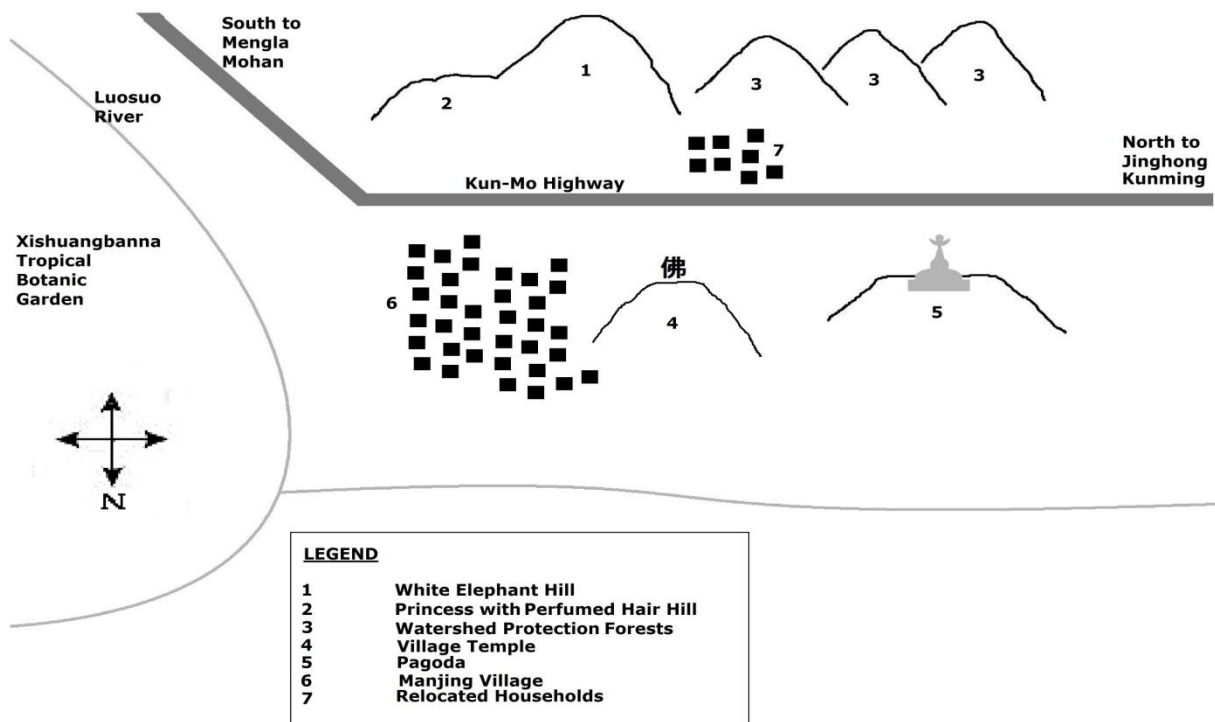 South to
Mengla
Mohan
Luosuo
River
1
2
3
3
3
7
North to
Jinghong
Kunming
Kun-Mo Highway
Xishuangbanna
Tropical
Botanic
Garden
佛
6
4
5
N
LEGEND
1 White Elephant Hill
2 Princess with Perfumed Hair Hill
3 Watershed Protection Forests
4 Village Temple
5 Pagoda
6 Manjing Village
7 Relocated Households